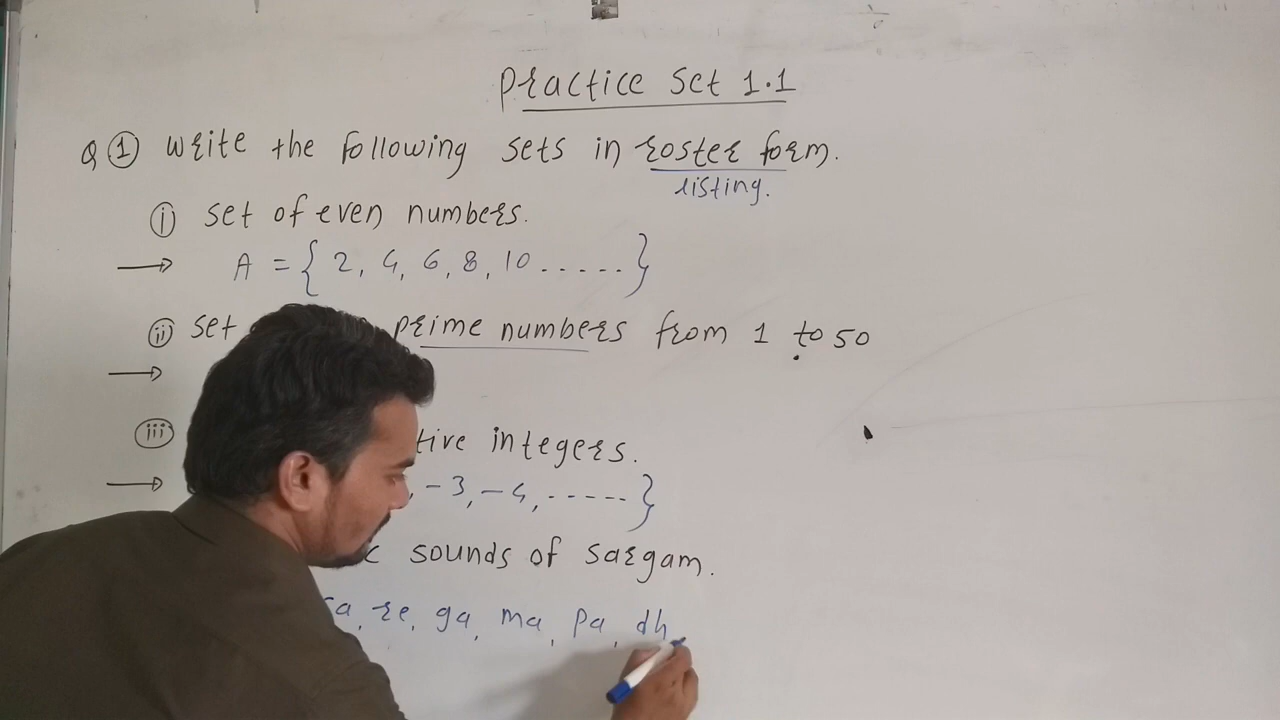 Practice Set 1.1
Q ① Write the following sets in roster form.
listing.
ⓘ set of even numbers.
→ A = { 2, 4, 6, 8, 10 ..... }
ⓘⓘ set prime numbers from 1 to 50
→
ⓘⓘⓘ tive integers.
→ , -3, -4, ----- }
c sounds of sargam.
sa, re, ga, ma, pa, dh